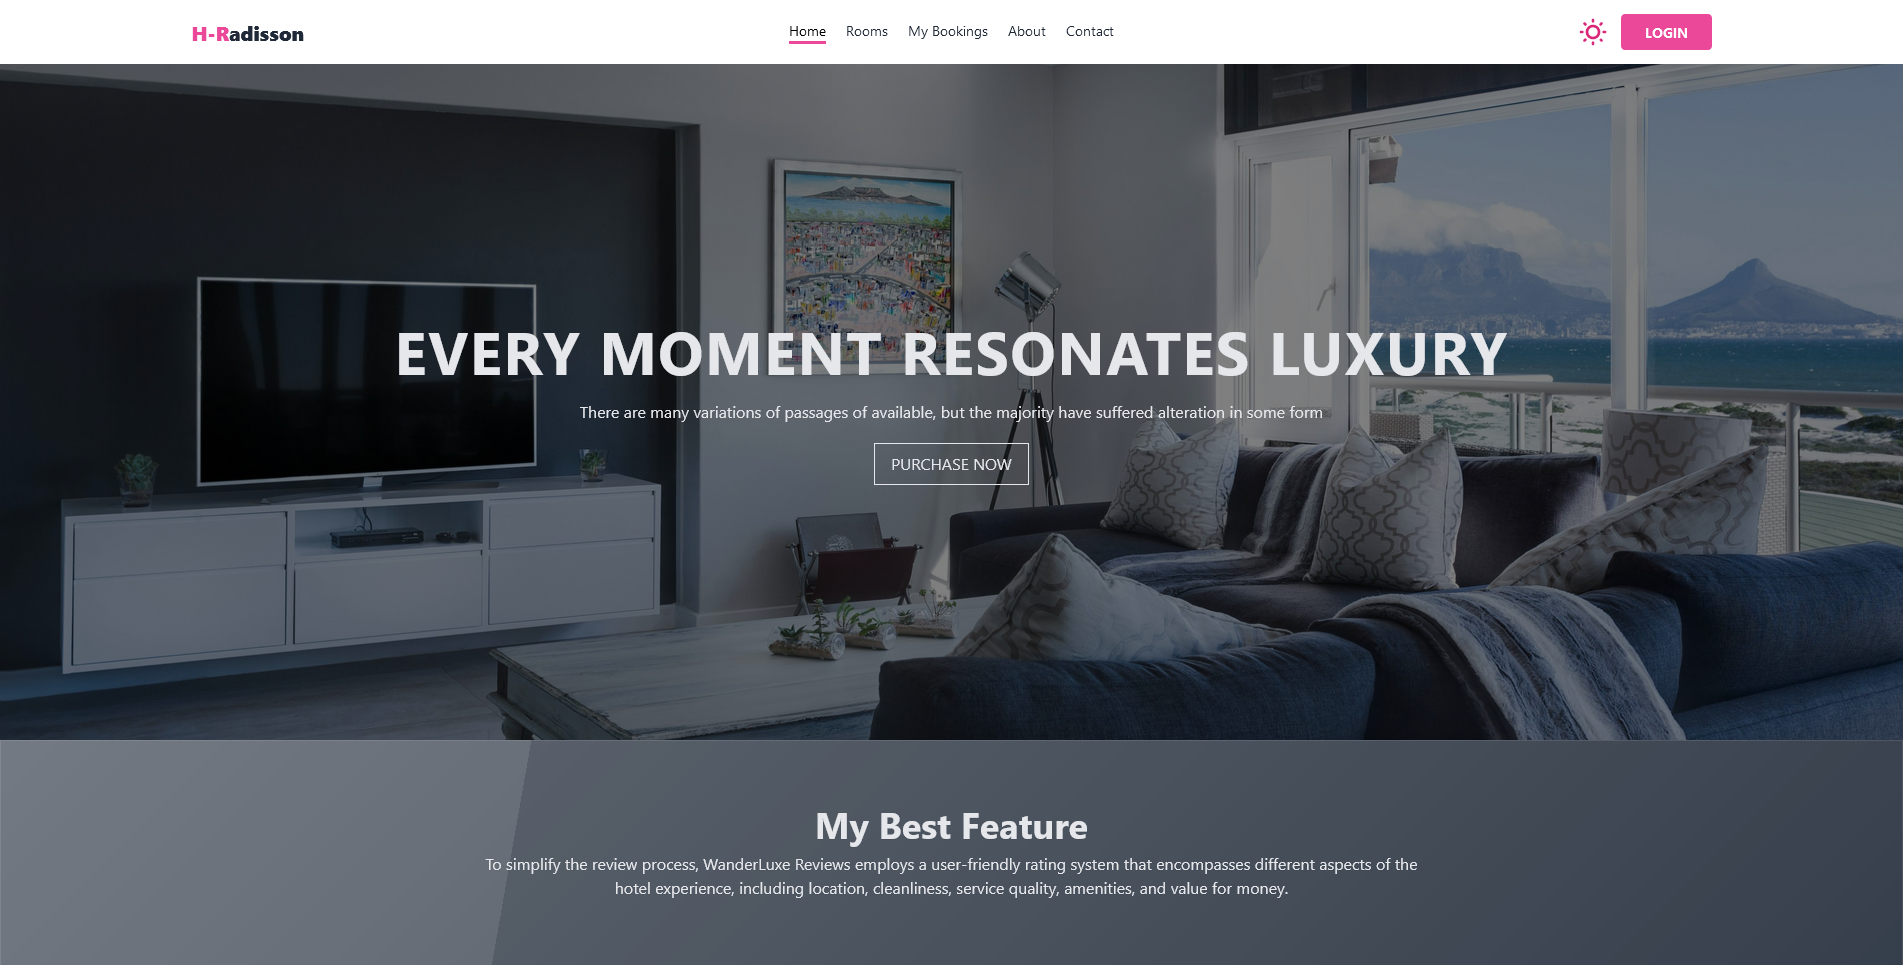 H-Radisson
Home Rooms My Bookings About Contact
LOGIN
EVERY MOMENT RESONATES LUXURY
There are many variations of passages of available, but the majority have suffered alteration in some form
PURCHASE NOW
My Best Feature
To simplify the review process, WanderLuxe Reviews employs a user-friendly rating system that encompasses different aspects of the
hotel experience, including location, cleanliness, service quality, amenities, and value for money.